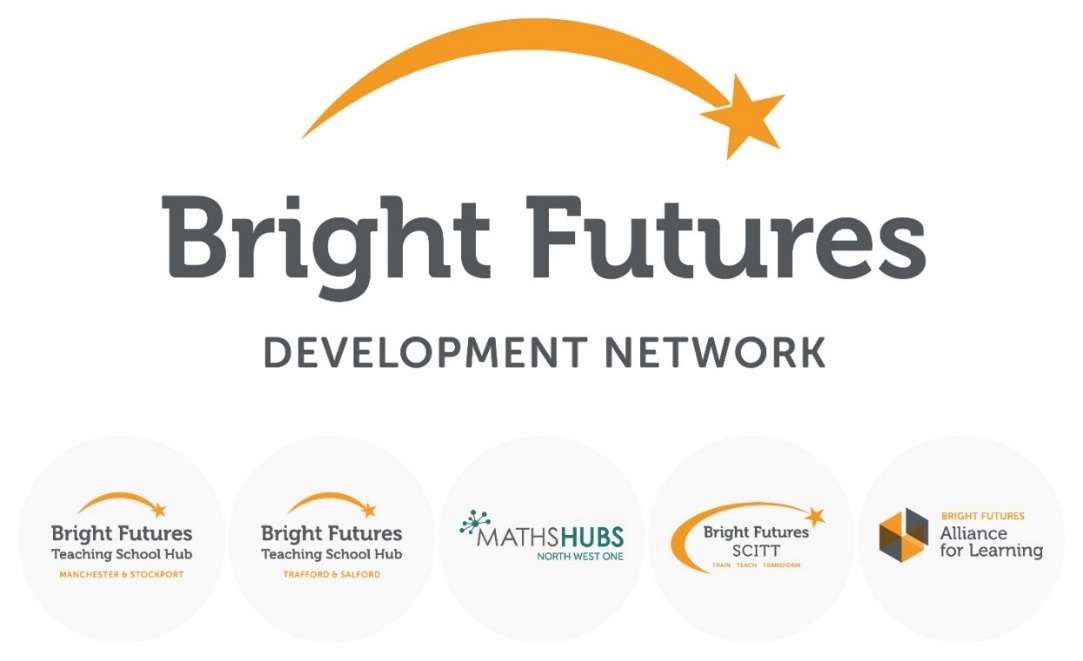 Bright Futures
DEVELOPMENT NETWORK
Bright Futures
Teaching School Hub
MANCHESTER & STOCKPORT
Bright Futures
Teaching School Hub
TRAFFORD & SALFORD
MATHSHUBS
NORTH WEST ONE
Bright Futures
SCITT
TRAIN TEACH TRANSFORM
BRIGHT FUTURES
Alliance
for Learning